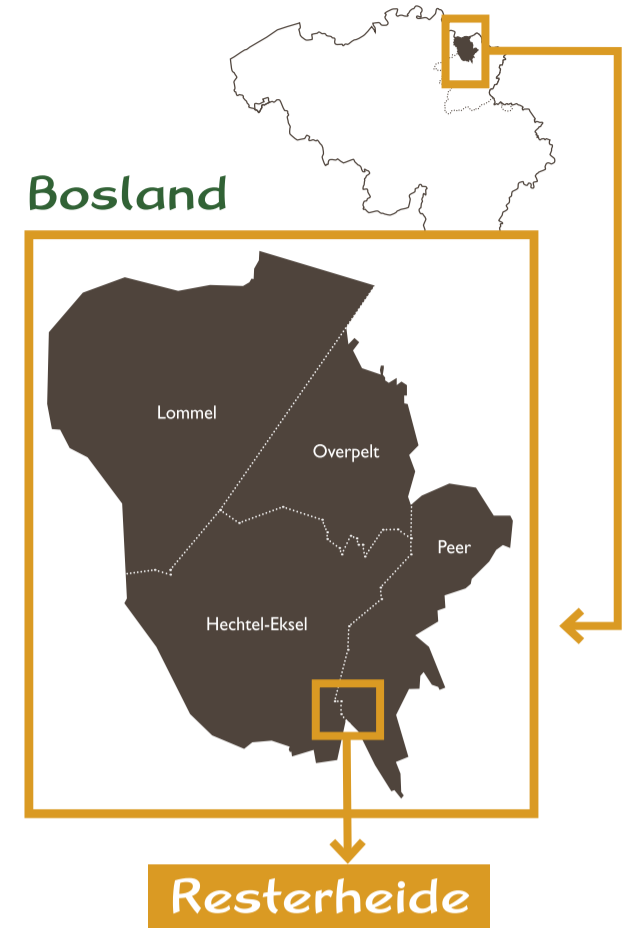 Bosland
Lommel
Overpelt
Peer
Hechtel-Eksel
Resterheide